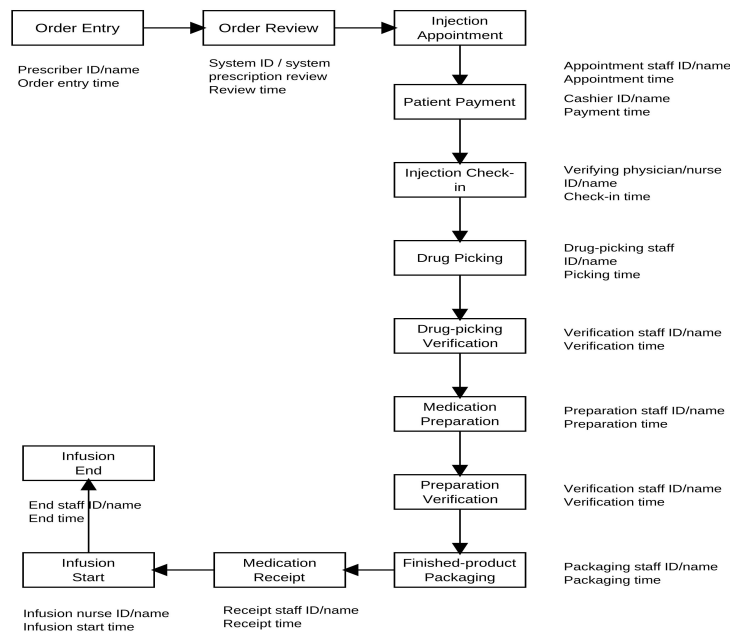 Order Entry
Prescriber ID/name
Order entry time
Order Review
System ID / system
prescription review
Review time
Injection
Appointment
Appointment staff ID/name
Appointment time
Patient Payment
Cashier ID/name
Payment time
Injection Check-
in
Verifying physician/nurse
ID/name
Check-in time
Drug Picking
Drug-picking staff
ID/name
Picking time
Drug-picking
Verification
Verification staff ID/name
Verification time
Medication
Preparation
Preparation staff ID/name
Preparation time
Preparation
Verification
Verification staff ID/name
Verification time
Finished-product
Packaging
Packaging staff ID/name
Packaging time
Medication
Receipt
Receipt staff ID/name
Receipt time
Infusion
Start
Infusion nurse ID/name
Infusion start time
Infusion
End
End staff ID/name
End time